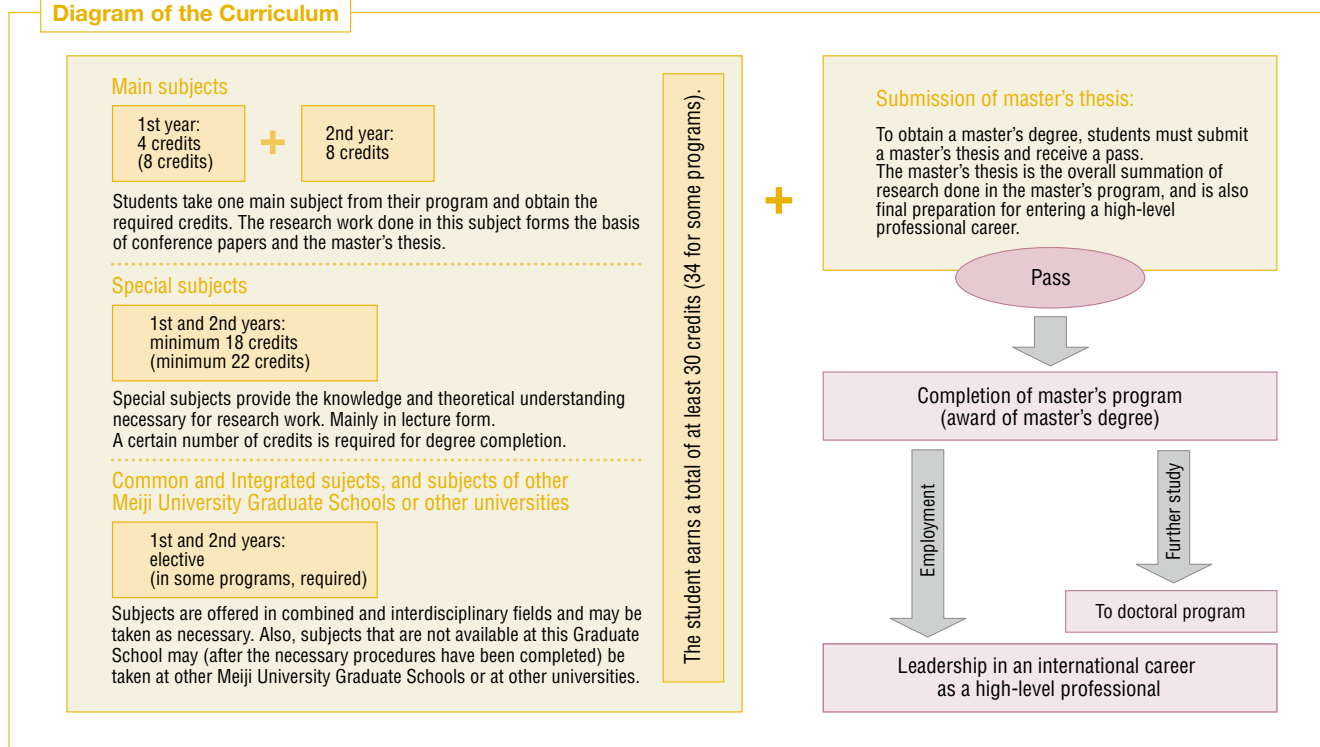 Diagram of the Curriculum
Main subjects
1st year:
4 credits
(8 credits)
+
2nd year:
8 credits
Students take one main subject from their program and obtain the
required credits. The research work done in this subject forms the basis
of conference papers and the master's thesis.
Special subjects
1st and 2nd years:
minimum 18 credits
(minimum 22 credits)
Special subjects provide the knowledge and theoretical understanding
necessary for research work. Mainly in lecture form.
A certain number of credits is required for degree completion.
Common and Integrated sujects, and subjects of other
Meiji University Graduate Schools or other universities
1st and 2nd years:
elective
(in some programs, required)
Subjects are offered in combined and interdisciplinary fields and may be
taken as necessary. Also, subjects that are not available at this Graduate
School may (after the necessary procedures have been completed) be
taken at other Meiji University Graduate Schools or at other universities.
The student earns a total of at least 30 credits (34 for some programs).
+
Submission of master's thesis:
To obtain a master's degree, students must submit
a master's thesis and receive a pass.
The master's thesis is the overall summation of
research done in the master's program, and is also
final preparation for entering a high-level
professional career.
Pass
Completion of master's program
(award of master's degree)
Employment
Further study
To doctoral program
Leadership in an international career
as a high-level professional